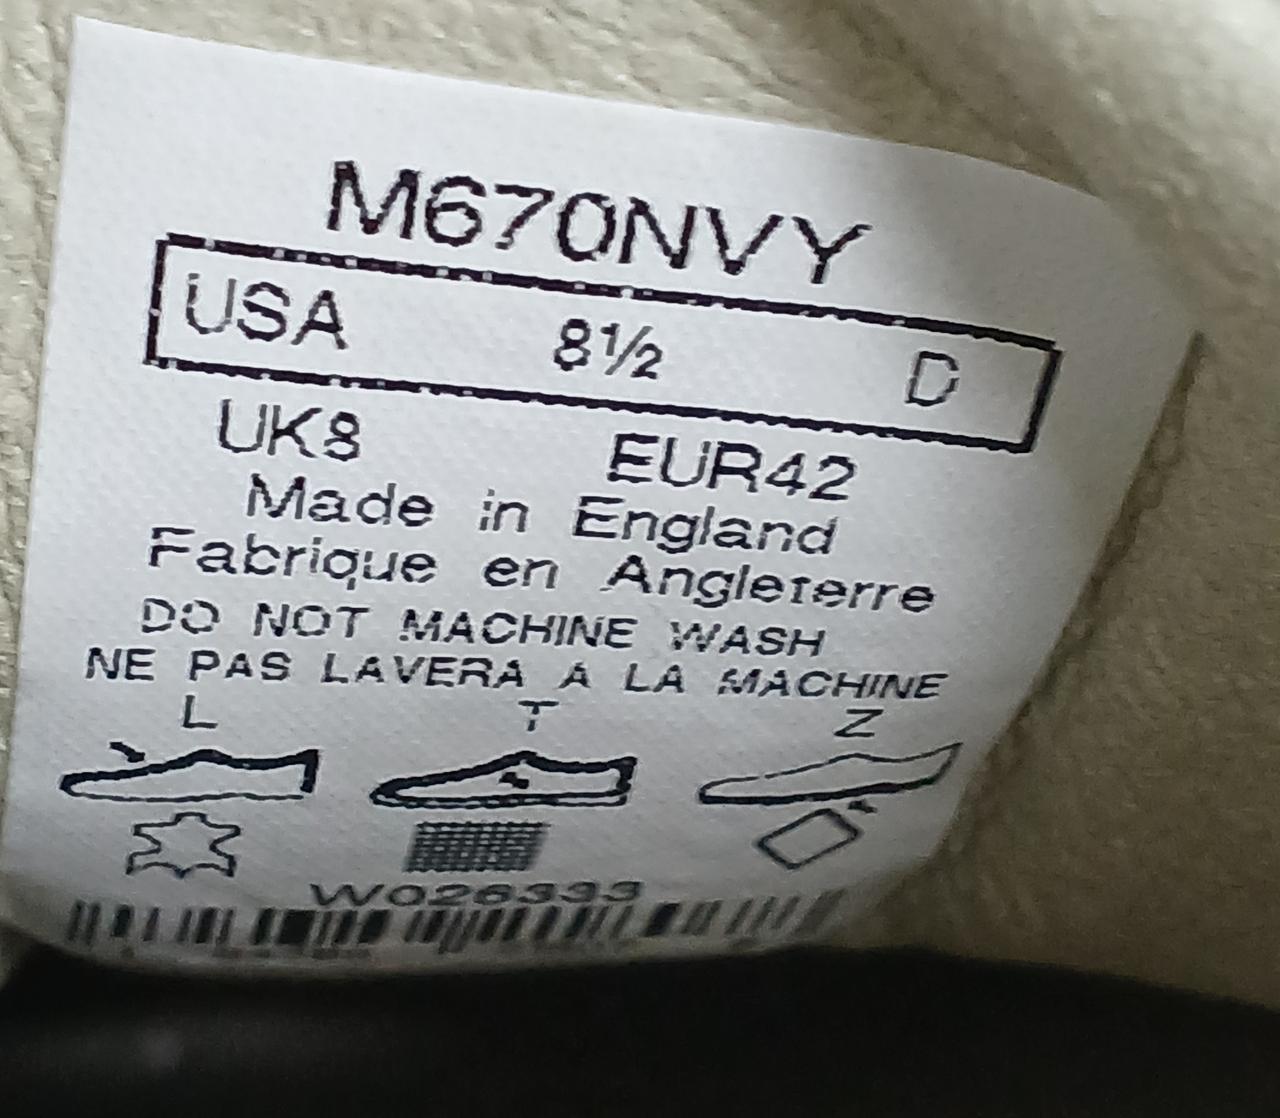 M670NVY
USA 8½ D
UK8 EUR42
Made in England
Fabrique en Angleterre
DO NOT MACHINE WASH
NE PAS LAVERA A LA MACHINE
L T Z
W026333